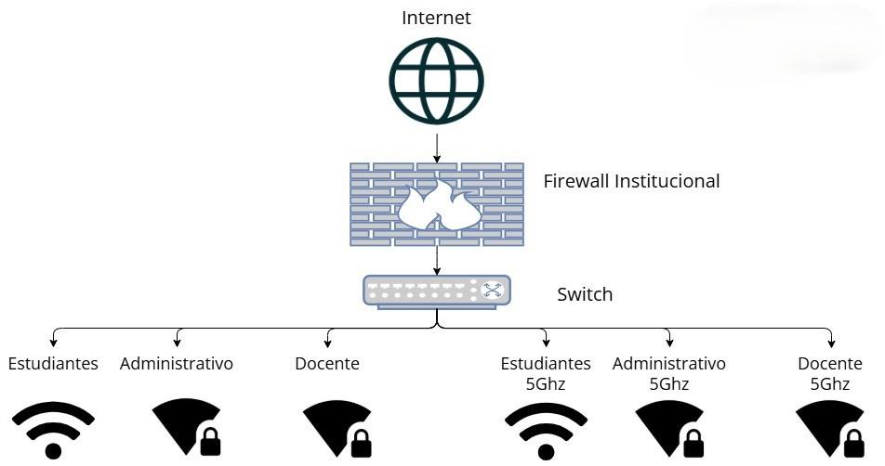 Internet
Firewall Institucional
Switch
Estudiantes
Administrativo
Docente
Estudiantes
5Ghz
Administrativo
5Ghz
Docente
5Ghz